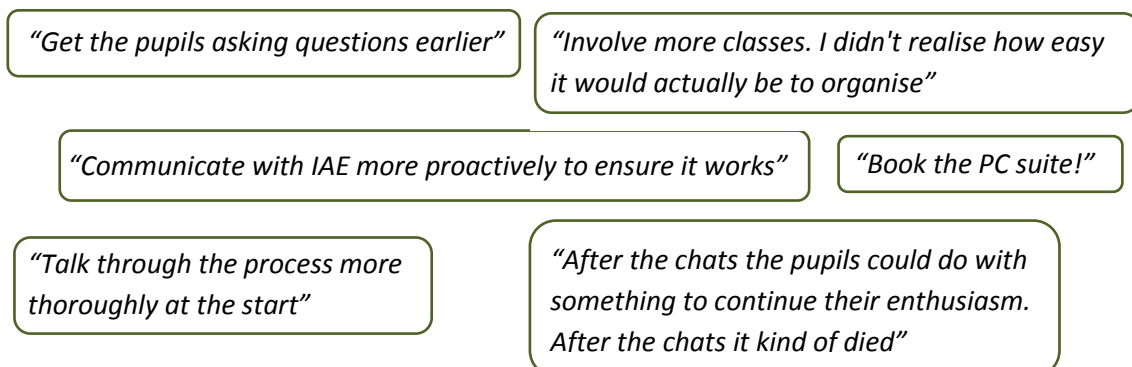 “Get the pupils asking questions earlier”
“Involve more classes. I didn't realise how easy
it would actually be to organise”
“Communicate with IAE more proactively to ensure it works”
“Book the PC suite!”
“Talk through the process more
thoroughly at the start”
“After the chats the pupils could do with
something to continue their enthusiasm.
After the chats it kind of died”